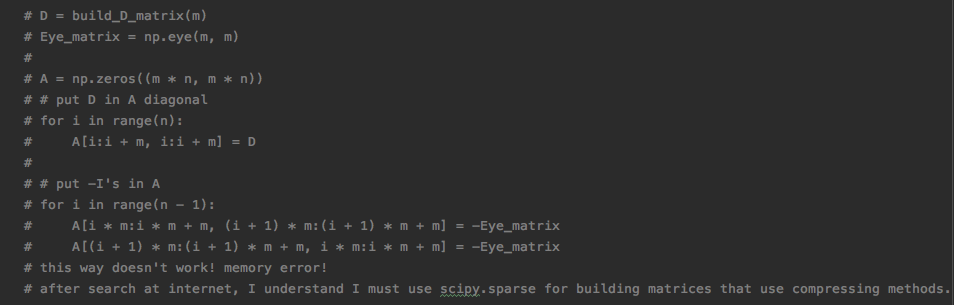 # D = build_D_matrix(m)
# Eye_matrix = np.eye(m, m)
#
# A = np.zeros((m * n, m * n))
# # put D in A diagonal
# for i in range(n):
#     A[i:i + m, i:i + m] = D
#
# # put -I's in A
# for i in range(n - 1):
#     A[i * m:i * m + m, (i + 1) * m:(i + 1) * m + m] = -Eye_matrix
#     A[(i + 1) * m:(i + 1) * m + m, i * m:i * m + m] = -Eye_matrix
# this way doesn't work! memory error!
# after search at internet, I understand I must use scipy.sparse for building matrices that use compressing methods.